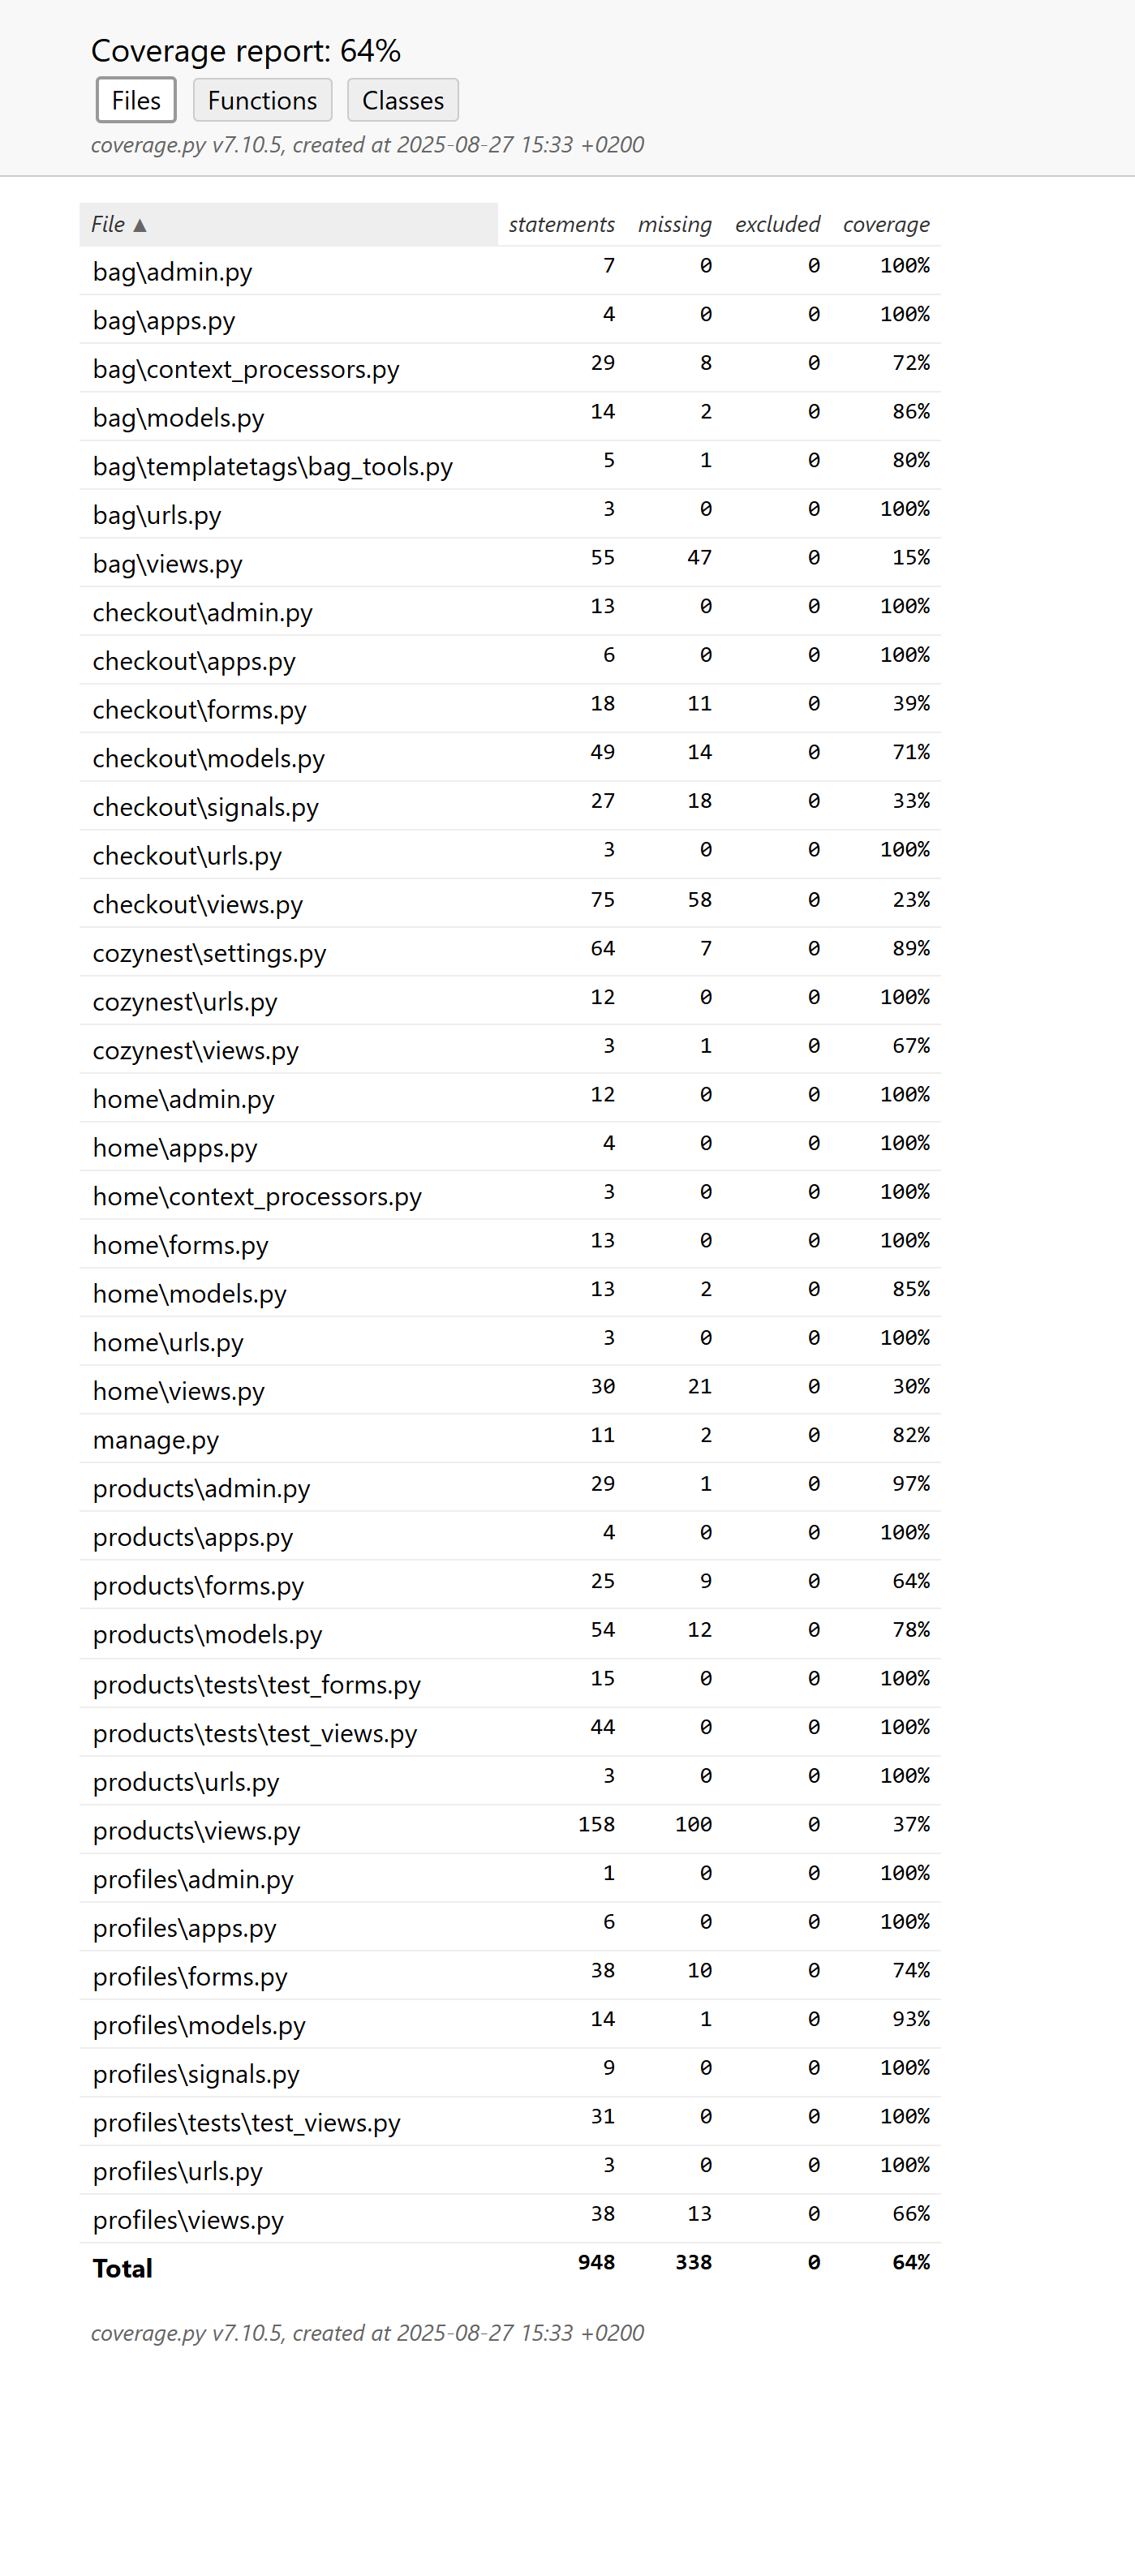 Coverage report: 64%
Files Functions Classes
coverage.py v7.10.5, created at 2025-08-27 15:33 +0200
File ▲ statements missing excluded coverage
bag\admin.py 7 0 0 100%
bag\apps.py 4 0 0 100%
bag\context_processors.py 29 8 0 72%
bag\models.py 14 2 0 86%
bag\templatetags\bag_tools.py 5 1 0 80%
bag\urls.py 3 0 0 100%
bag\views.py 55 47 0 15%
checkout\admin.py 13 0 0 100%
checkout\apps.py 6 0 0 100%
checkout\forms.py 18 11 0 39%
checkout\models.py 49 14 0 71%
checkout\signals.py 27 18 0 33%
checkout\urls.py 3 0 0 100%
checkout\views.py 75 58 0 23%
cozynest\settings.py 64 7 0 89%
cozynest\urls.py 12 0 0 100%
cozynest\views.py 3 1 0 67%
home\admin.py 12 0 0 100%
home\apps.py 4 0 0 100%
home\context_processors.py 3 0 0 100%
home\forms.py 13 0 0 100%
home\models.py 13 2 0 85%
home\urls.py 3 0 0 100%
home\views.py 30 21 0 30%
manage.py 11 2 0 82%
products\admin.py 29 1 0 97%
products\apps.py 4 0 0 100%
products\forms.py 25 9 0 64%
products\models.py 54 12 0 78%
products\tests\test_forms.py 15 0 0 100%
products\tests\test_views.py 44 0 0 100%
products\urls.py 3 0 0 100%
products\views.py 158 100 0 37%
profiles\admin.py 1 0 0 100%
profiles\apps.py 6 0 0 100%
profiles\forms.py 38 10 0 74%
profiles\models.py 14 1 0 93%
profiles\signals.py 9 0 0 100%
profiles\tests\test_views.py 31 0 0 100%
profiles\urls.py 3 0 0 100%
profiles\views.py 38 13 0 66%
Total 948 338 0 64%
coverage.py v7.10.5, created at 2025-08-27 15:33 +0200